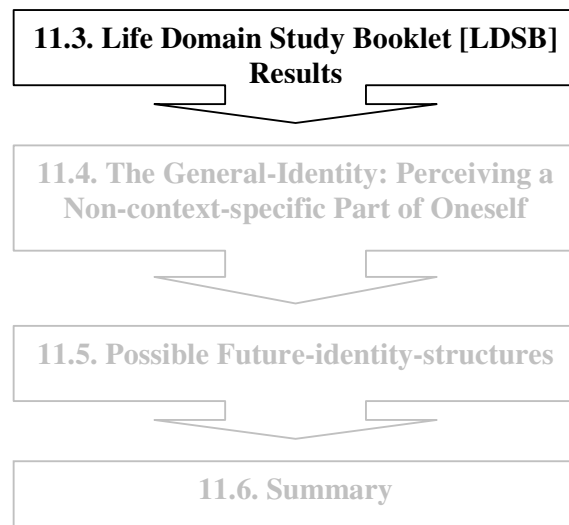 11.3. Life Domain Study Booklet [LDSB]
Results
11.4. The General-Identity: Perceiving a
Non-context-specific Part of Oneself
11.5. Possible Future-identity-structures
11.6. Summary